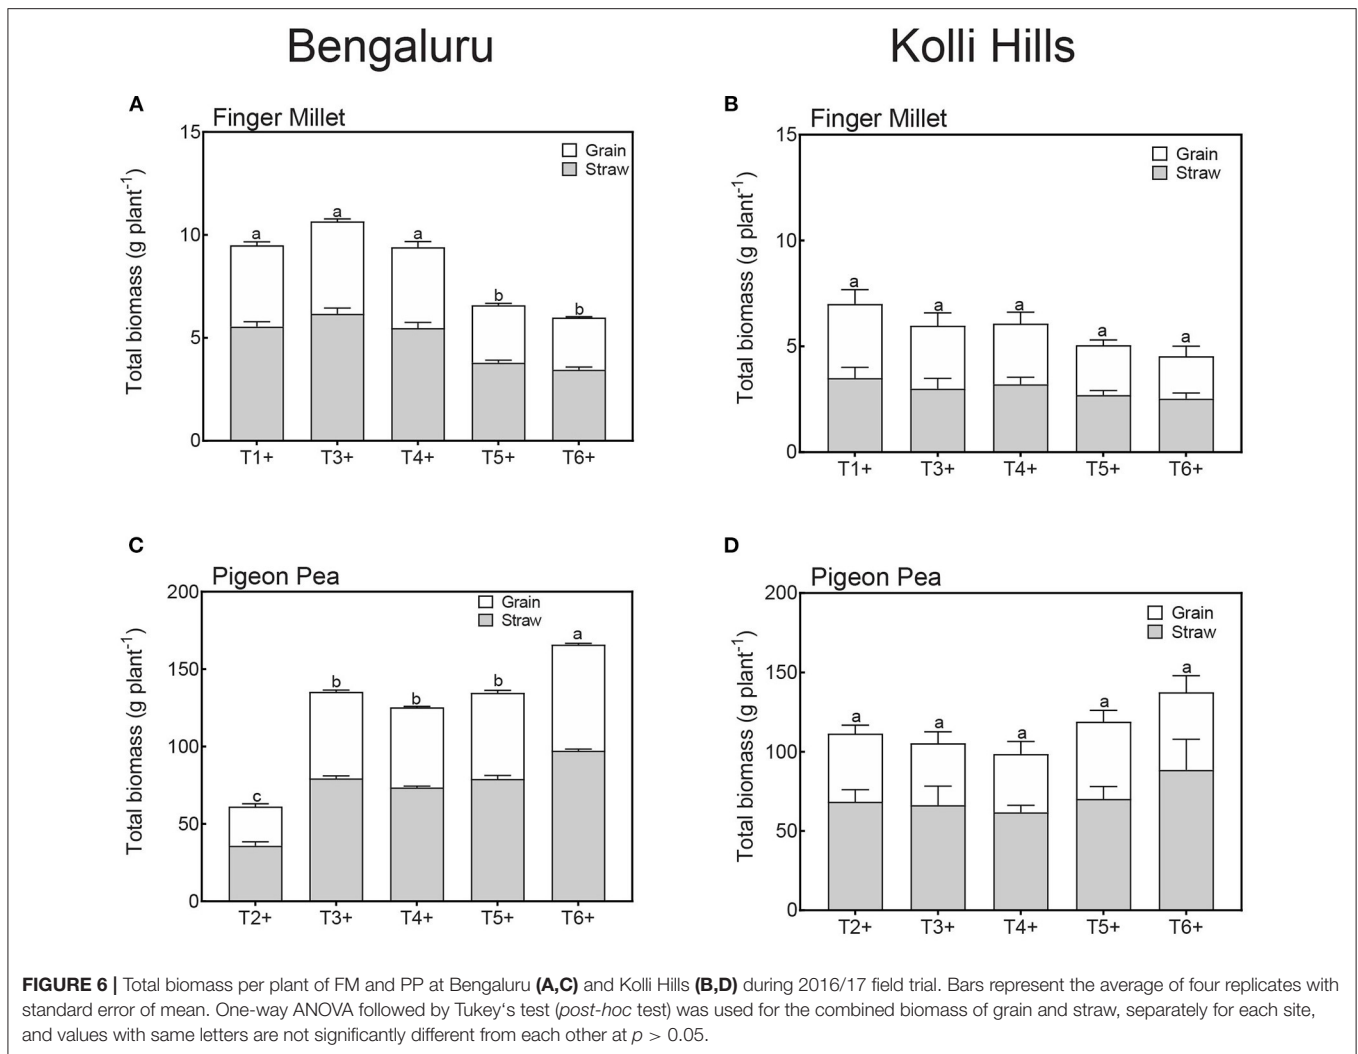 Bengaluru
Kolli Hills
A
Finger Millet
15
10
5
0
Total biomass (g plant⁻¹)
Grain
Straw
a
a
a
b
b
T1+ T3+ T4+ T5+ T6+
B
Finger Millet
15
10
5
0
Total biomass (g plant⁻¹)
Grain
Straw
a
a
a
a
a
T1+ T3+ T4+ T5+ T6+
C
Pigeon Pea
200
150
100
50
0
Total biomass (g plant⁻¹)
Grain
Straw
c
b
b
b
a
T2+ T3+ T4+ T5+ T6+
D
Pigeon Pea
200
150
100
50
0
Total biomass (g plant⁻¹)
Grain
Straw
a
a
a
a
a
T2+ T3+ T4+ T5+ T6+
FIGURE 6 | Total biomass per plant of FM and PP at Bengaluru (A,C) and Kolli Hills (B,D) during 2016/17 field trial. Bars represent the average of four replicates with
standard error of mean. One-way ANOVA followed by Tukey‘s test (post-hoc test) was used for the combined biomass of grain and straw, separately for each site,
and values with same letters are not significantly different from each other at p > 0.05.